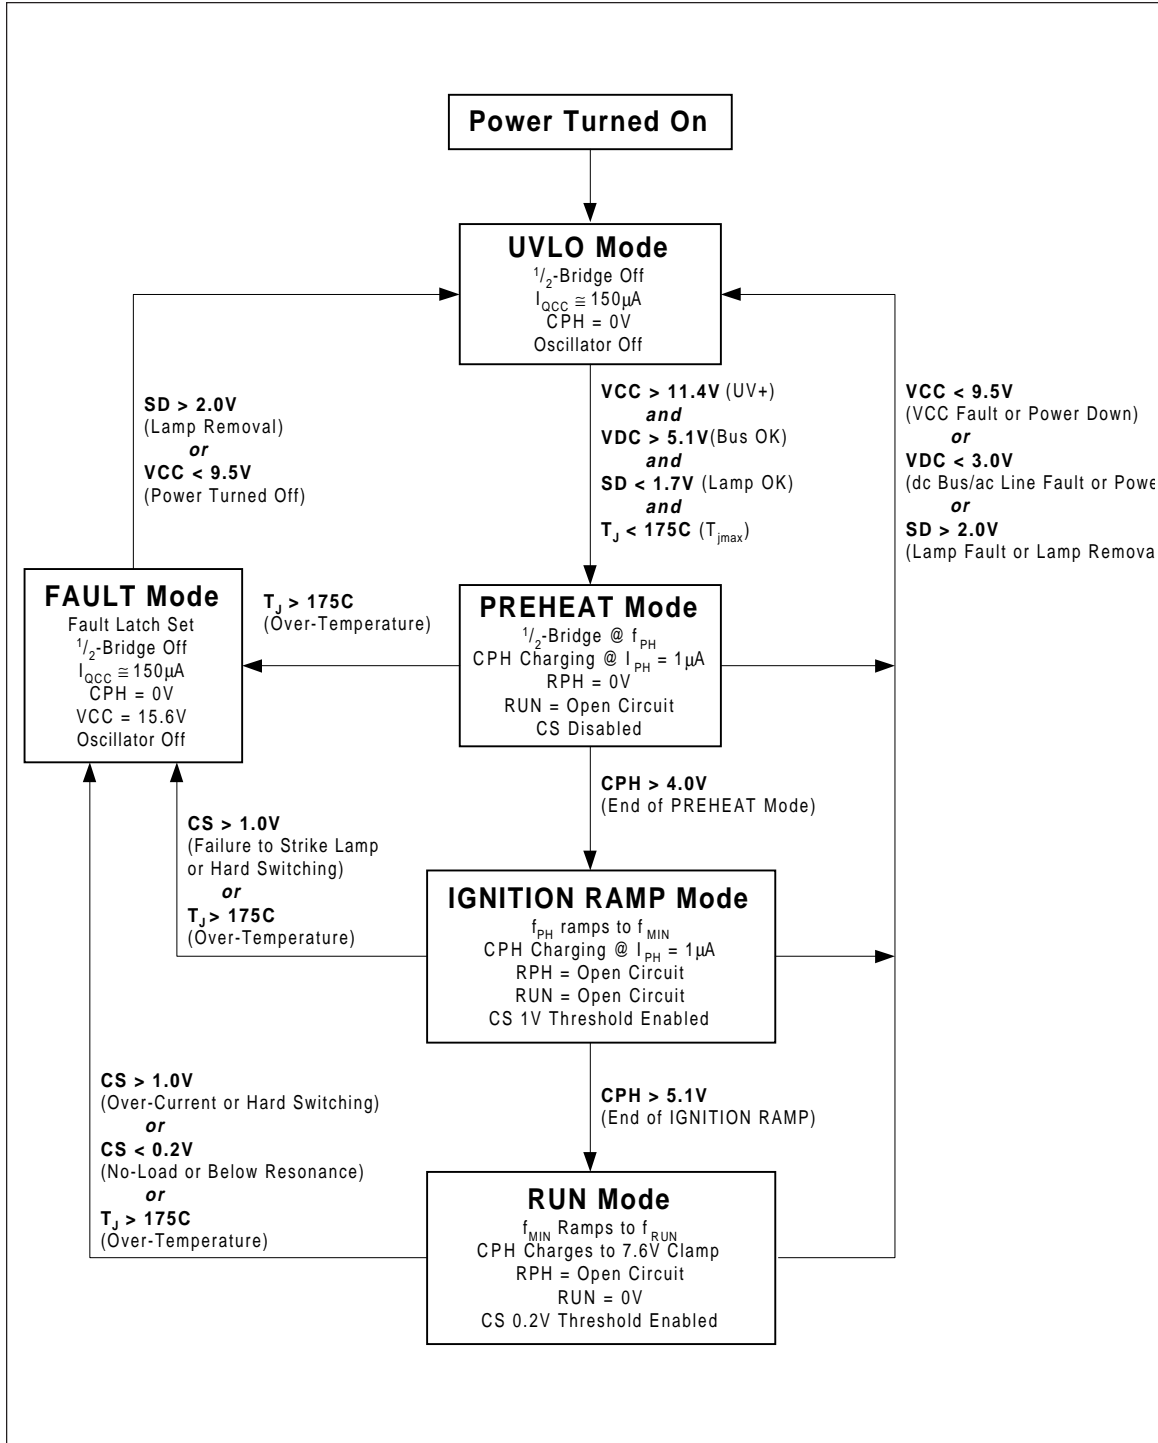 Power Turned On
UVLO Mode
1/2-Bridge Off
IQCC ≅ 150µA
CPH = 0V
Oscillator Off
SD > 2.0V
(Lamp Removal)
or
VCC < 9.5V
(Power Turned Off)
VCC > 11.4V (UV+)
and
VDC > 5.1V(Bus OK)
and
SD < 1.7V (Lamp OK)
and
TJ < 175C (Tjmax)
VCC < 9.5V
(VCC Fault or Power Down)
or
VDC < 3.0V
(dc Bus/ac Line Fault or Powe
or
SD > 2.0V
(Lamp Fault or Lamp Remova
FAULT Mode
Fault Latch Set
1/2-Bridge Off
IQCC ≅ 150µA
CPH = 0V
VCC = 15.6V
Oscillator Off
TJ > 175C
(Over-Temperature)
PREHEAT Mode
1/2-Bridge @ fPH
CPH Charging @ IPH = 1µA
RPH = 0V
RUN = Open Circuit
CS Disabled
CPH > 4.0V
(End of PREHEAT Mode)
CS > 1.0V
(Failure to Strike Lamp
or Hard Switching)
or
TJ > 175C
(Over-Temperature)
IGNITION RAMP Mode
fPH ramps to fMIN
CPH Charging @ IPH = 1µA
RPH = Open Circuit
RUN = Open Circuit
CS 1V Threshold Enabled
CS > 1.0V
(Over-Current or Hard Switching)
or
CS < 0.2V
(No-Load or Below Resonance)
or
TJ > 175C
(Over-Temperature)
CPH > 5.1V
(End of IGNITION RAMP)
RUN Mode
fMIN Ramps to fRUN
CPH Charges to 7.6V Clamp
RPH = Open Circuit
RUN = 0V
CS 0.2V Threshold Enabled